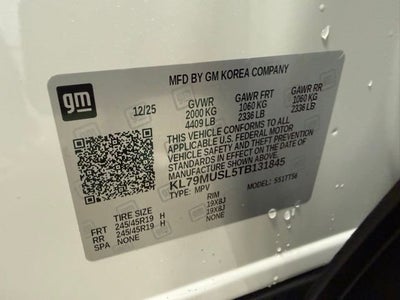 MFD BY GM KOREA COMPANY
gm
12/25 GVWR GAWR FRT GAWR RR
2000 KG 1060 KG 1060 KG
4409 LB 2336 LB 2336 LB
THIS VEHICLE CONFORMS TO ALL
APPLICABLE U.S. FEDERAL MOTOR
VEHICLE SAFETY AND THEFT PREVENTION
STANDARDS IN EFFECT ON THE DATE OF
MANUFACTURE SHOWN ABOVE.
KL79MUSL5TB131845
TYPE: MPV MODEL: 5S1TT56
TIRE SIZE RIM
FRT 245/45R19 H 19X8J
RR 245/45R19 H 19X8J
SPA NONE NONE